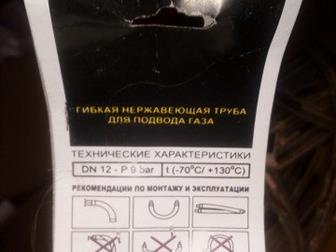 ГИБКАЯ НЕРЖАВЕЮЩАЯ ТРУБА
ДЛЯ ПОДВОДА ГАЗА
ТЕХНИЧЕСКИЕ ХАРАКТЕРИСТИКИ
DN 12 - P 9 bar t (-70°C/ +130°C)
РЕКОМЕНДАЦИИ ПО МОНТАЖУ И ЭКСПЛУАТАЦИИ